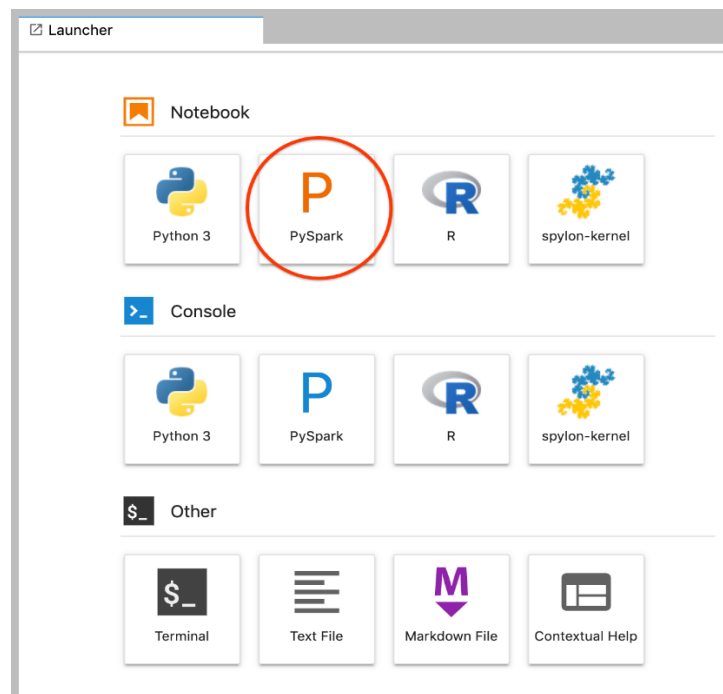 Launcher
Notebook
Python 3
P
PySpark
R
R
spylon-kernel
Console
Python 3
P
PySpark
R
R
spylon-kernel
$_ Other
$_
Terminal
Text File
M
Markdown File
Contextual Help